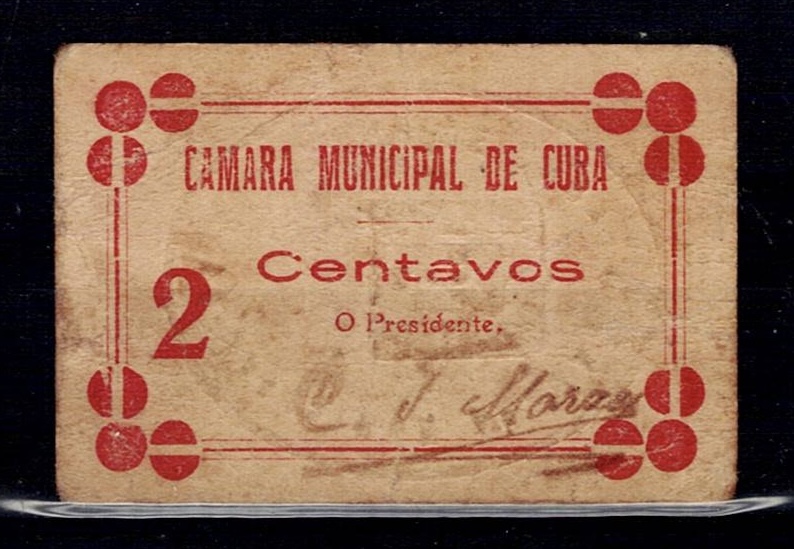 CAMARA MUNICIPAL DE CUBA
Centavos
2
O Presidente,